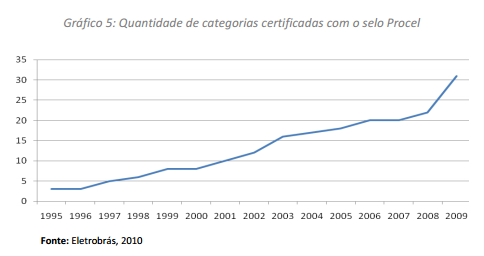 Gráfico 5: Quantidade de categorias certificadas com o selo Procel
35
30
25
20
15
10
5
0
1995 1996 1997 1998 1999 2000 2001 2002 2003 2004 2005 2006 2007 2008 2009
Fonte: Eletrobrás, 2010